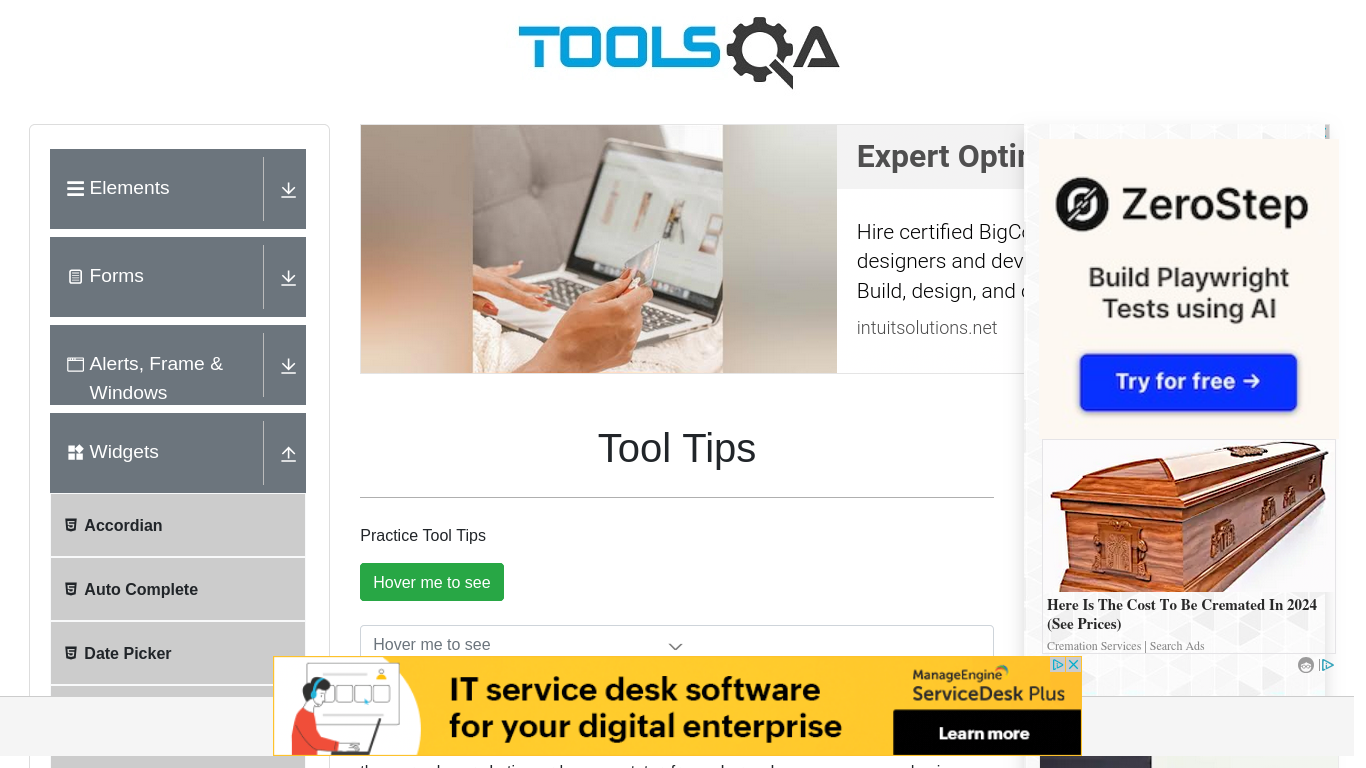 TOOLSQA
Elements
Forms
Alerts, Frame &
Windows
Widgets
Accordian
Auto Complete
Date Picker
Expert
Hire certified
designers and
Build, design, and
intuitsolutions.net
Tool Tips
Practice Tool Tips
Hover me to see
Hover me to see
ZeroStep
Build Playwright
Tests using AI
Try for free →
Here Is The Cost To Be Cremated In 2024
(See Prices)
Cremation Services | Search Ads
IT service desk software
for your digital enterprise
ManageEngine
ServiceDesk Plus
Learn more